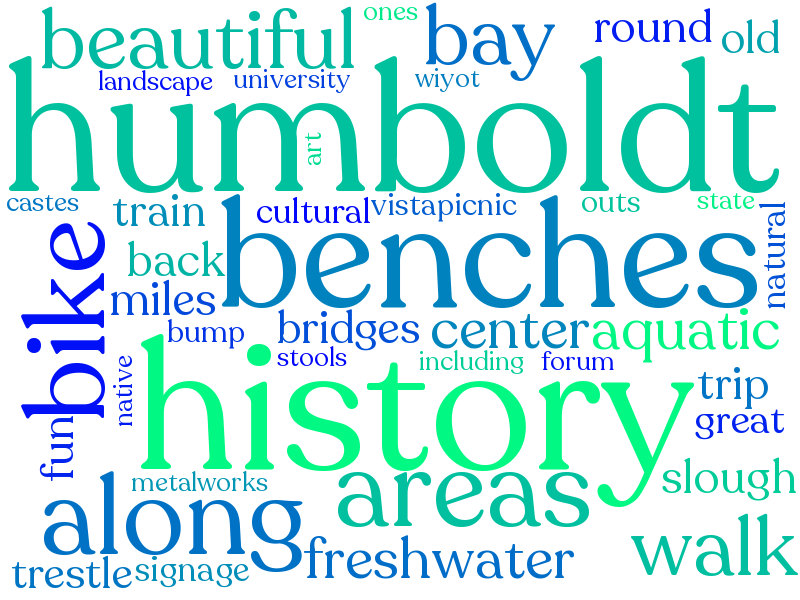 ones
beautiful
bay
round
old
landscape
university
wiyot
humboldt
art
castes
train
cultural
vistapicnic
outs
state
natural
back
benches
bike
miles
bump
bridges
center
aquatic
stools
including
forum
native
history
trip
great
fun
metalworks
areas
slough
along
freshwater
walk
trestle
signage